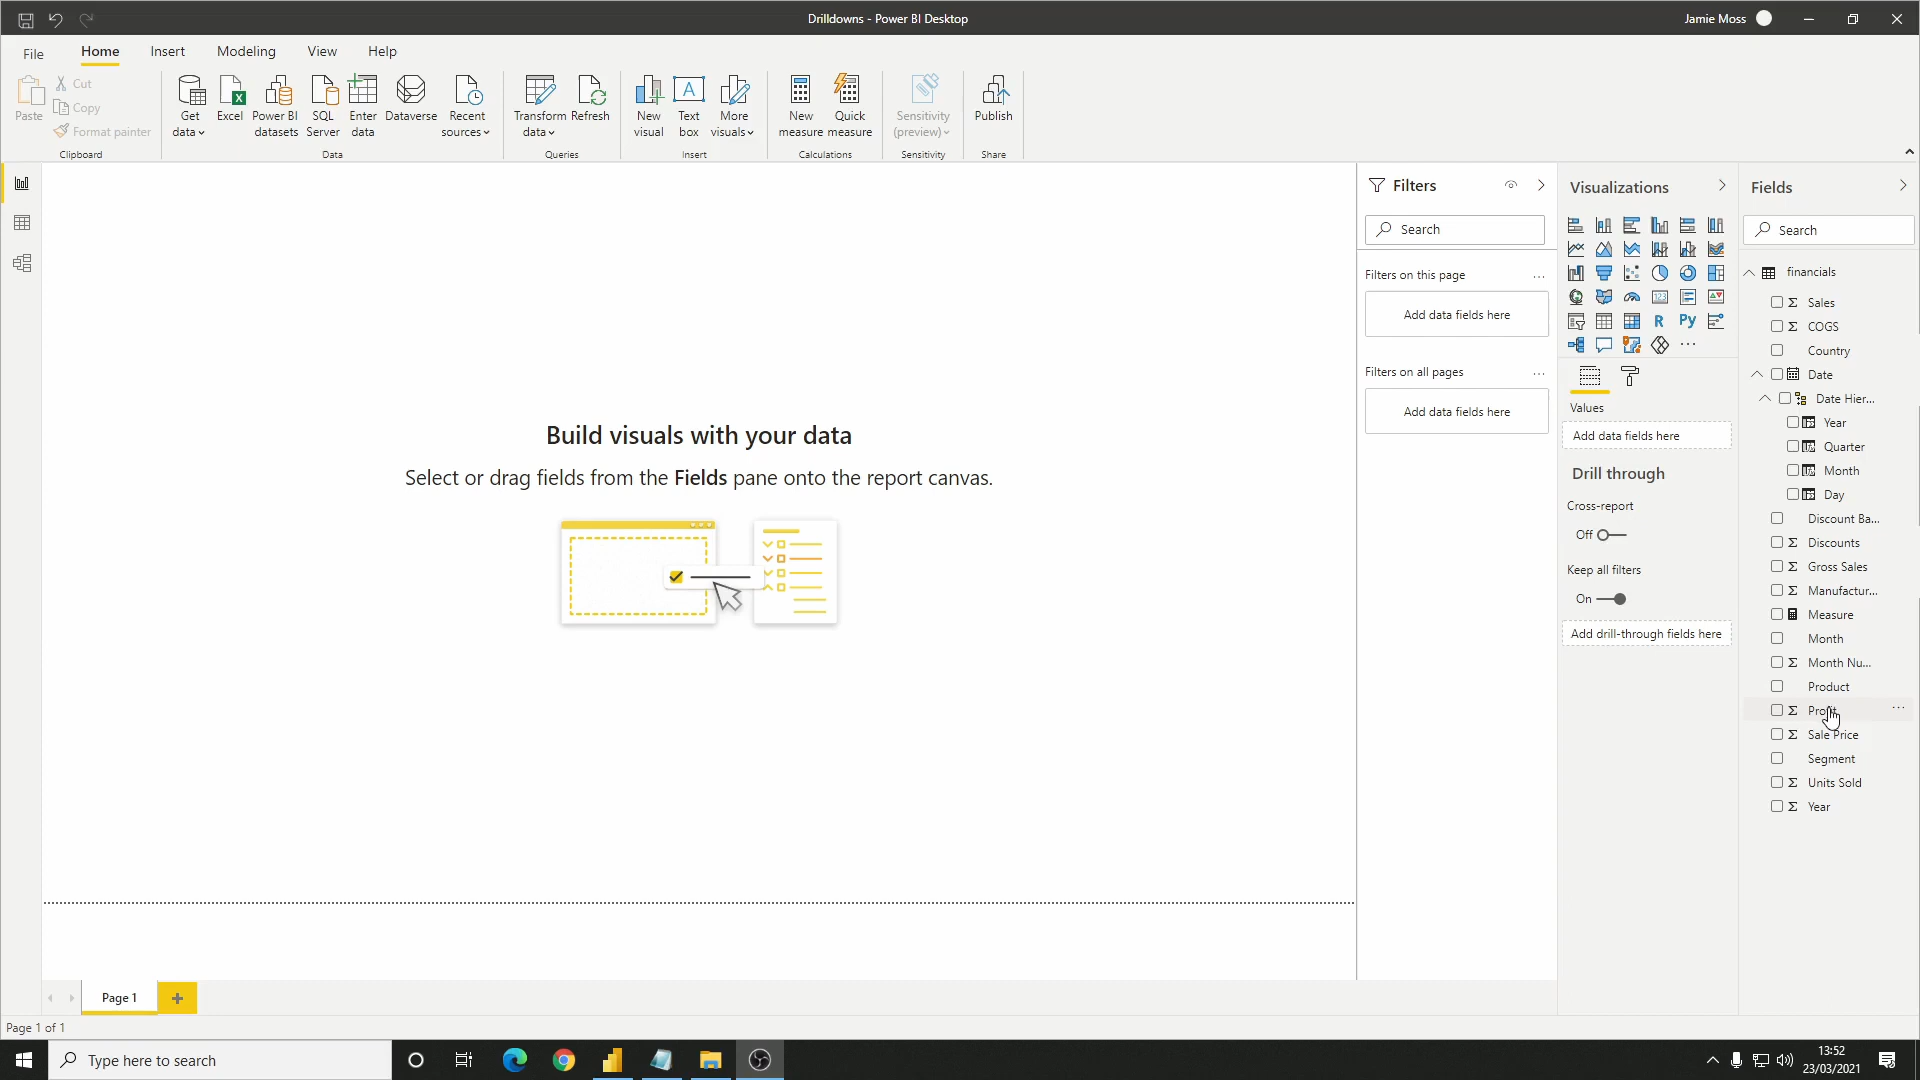 Drilldowns - Power BI Desktop
Jamie Moss
File
Home
Insert
Modeling
View
Help
Paste
Cut
Copy
Format painter
Clipboard
Get
data
Excel
Power BI
datasets
SQL
Server
Enter
data
Dataverse
Recent
sources
Data
Transform
data
Refresh
Queries
New
visual
A
Text
box
More
visuals
Insert
New
measure
Quick
measure
Calculations
Sensitivity
(preview)
Sensitivity
Publish
Share
Build visuals with your data
Select or drag fields from the Fields pane onto the report canvas.
Filters
Search
Filters on this page
...
Add data fields here
Filters on all pages
...
Add data fields here
Visualizations
123
R
Py
...
Values
Add data fields here
Drill through
Cross-report
Off
Keep all filters
On
Add drill-through fields here
Fields
Search
financials
Σ Sales
Σ COGS
Country
Date
Date Hier...
Year
Quarter
Month
Day
Discount Ba...
Σ Discounts
Σ Gross Sales
Σ Manufactur...
Measure
Month
Σ Month Nu...
Product
Σ Profit ...
Σ Sale Price
Segment
Σ Units Sold
Σ Year
Page 1
+
Page 1 of 1
Type here to search
13:52
23/03/2021